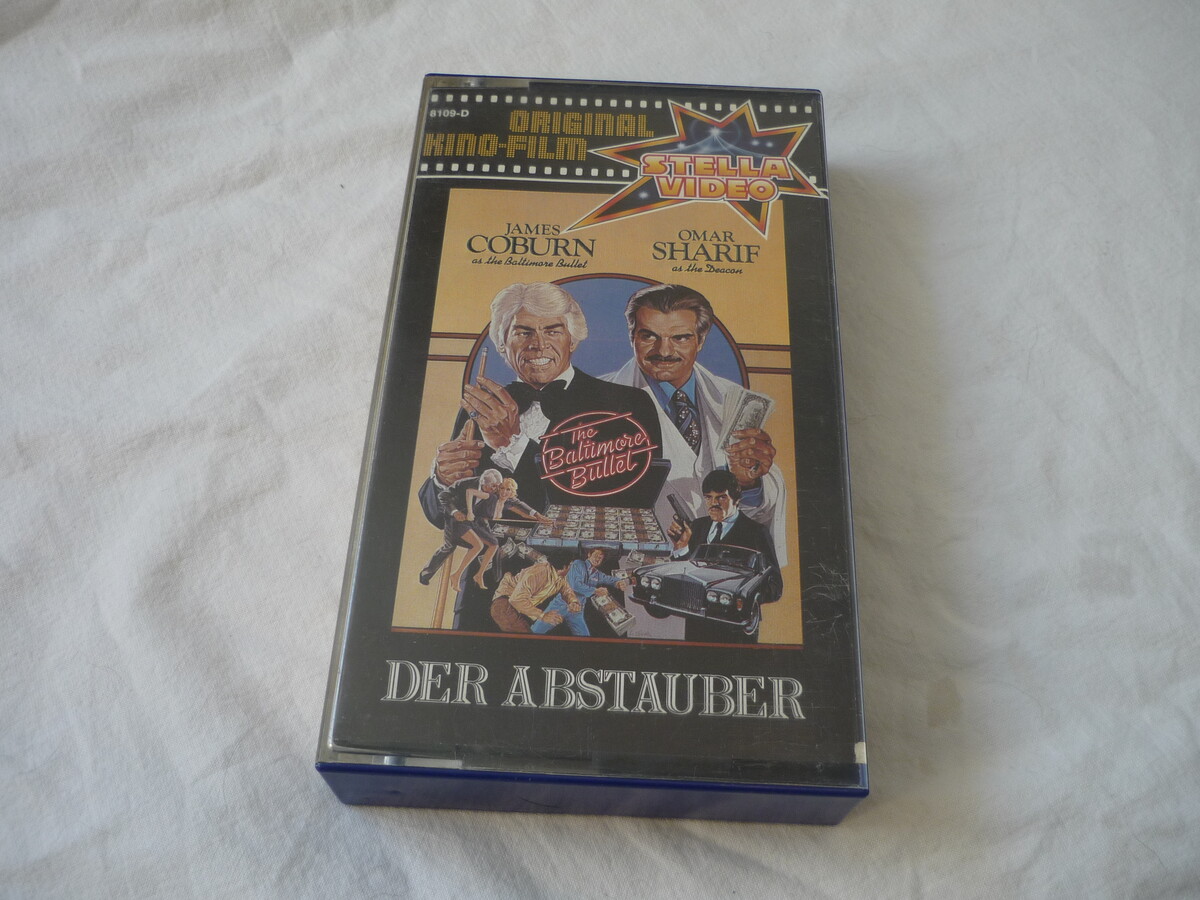 8109-D
ORIGINAL
KINO-FILM
STELLA
VIDEO
JAMES
COBURN
as the Baltimore Bullet
OMAR
SHARIF
as the Deacon
The
Baltimore
Bullet
DER ABSTAUBER